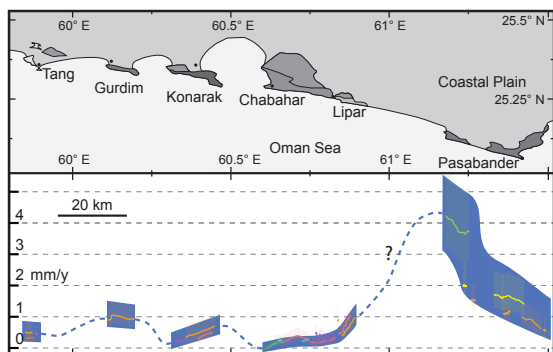 60° E 60.5° E 61° E 25.5° N
Tang
Gurdim
Konarak
Chabahar
Lipar
Coastal Plain
25.25° N
Oman Sea
Pasabander
60° E 60.5° E 61° E
20 km
4
3
?
2 mm/y
1
0